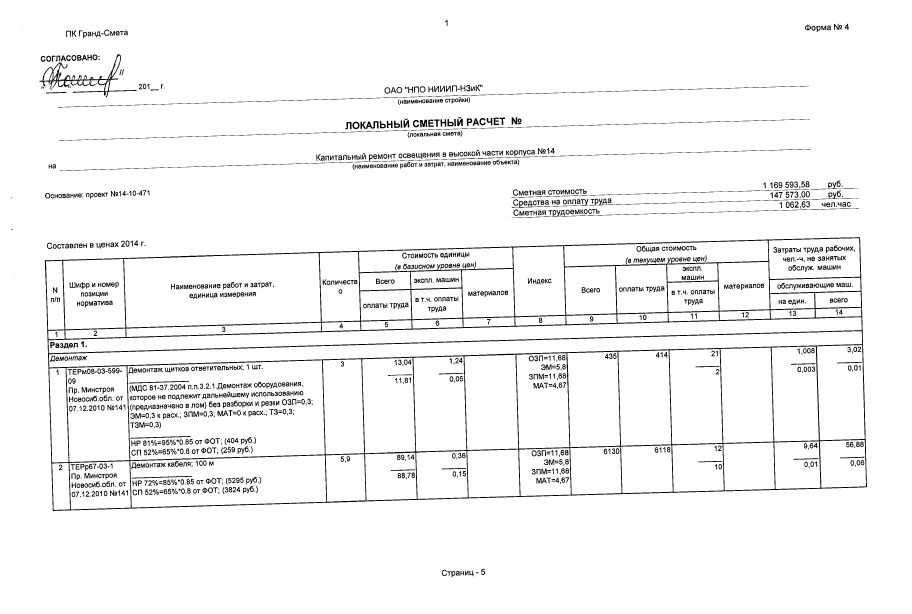 1
ПК Гранд-Смета
Форма № 4
СОГЛАСОВАНО:
"
201__ г.
ОАО "НПО НИИИП-НЗиК"
(наименование стройки)
ЛОКАЛЬНЫЙ СМЕТНЫЙ РАСЧЕТ №
(локальная смета)
на
Капитальный ремонт освещения в высокой части корпуса №14
(наименование работ и затрат, наименование объекта)
Основание: проект №14-10-471
Сметная стоимость 1 169 593,58 руб.
Средства на оплату труда 147 573,00 руб.
Сметная трудоемкость 1 062,63 чел.час
Составлен в ценах 2014 г.
N п/п
Шифр и номер позиции норматива
Наименование работ и затрат, единица измерения
Количество
Стоимость единицы
(в базисном уровне цен)
Всего
оплаты труда
экспл. машин
в т.ч. оплаты труда
материалов
Индекс
Общая стоимость
(в текущем уровне цен)
Всего
оплаты труда
экспл. машин
в т.ч. оплаты труда
материалов
Затраты труда рабочих, чел.-ч, не занятых обслуж. машин
обслуживающие маш.
на един.
всего
1 2 3 4 5 6 7 8 9 10 11 12 13 14
Раздел 1.
Демонтаж
1
ТЕРм08-03-599-09
Пр. Минстроя
Новосиб.обл. от
07.12.2010 №141
Демонтаж щитков ответительных; 1 шт.
(МДС 81-37.2004 п.п.3.2.1.Демонтаж оборудования,
которое не подлежит дальнейшему использованию
(предназначено в лом) без разборки и резки ОЗП=0,3;
ЭМ=0,3 к расх.; ЗПМ=0,3; МАТ=0 к расх.; ТЗ=0,3;
ТЗМ=0,3)
НР 81%=95%*0.85 от ФОТ; (404 руб.)
СП 52%=65%*0.8 от ФОТ; (259 руб.)
3
13,04
11,81
1,24
0,05
ОЗП=11,68
ЭМ=5,8
ЗПМ=11,68
МАТ=4,67
435
414
21
2
1,008
0,003
3,02
0,01
2
ТЕРр67-03-1
Пр. Минстроя
Новосиб.обл. от
07.12.2010 №141
Демонтаж кабеля; 100 м
НР 72%=85%*0.85 от ФОТ; (5295 руб.)
СП 52%=65%*0.8 от ФОТ; (3824 руб.)
5,9
89,14
88,78
0,36
0,15
ОЗП=11,68
ЭМ=5,8
ЗПМ=11,68
МАТ=4,67
6130
6118
12
10
9,64
0,01
56,88
0,06
Страниц - 5